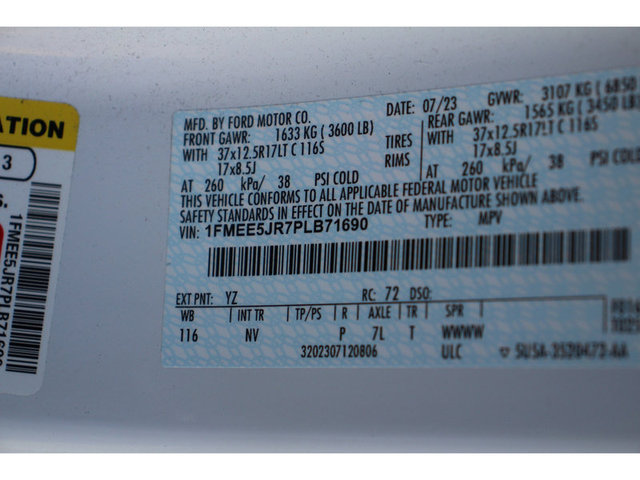 ATION
3
S.
1FMEE5JR7PLB71690
MFD. BY FORD MOTOR CO.
DATE: 07/23
GVWR: 3107 KG ( 6850
FRONT GAWR: 1633 KG ( 3600 LB)
REAR GAWR: 1565 KG ( 3450 LB)
WITH 37x12.5R17LT C 116S TIRES WITH 37x12.5R17LT C 116S
17x8.5J RIMS 17x8.5J
AT 260 kPa/ 38 PSI COLD AT 260 kPa/ 38 PSI COLD
THIS VEHICLE CONFORMS TO ALL APPLICABLE FEDERAL MOTOR VEHICLE
SAFETY STANDARDS IN EFFECT ON THE DATE OF MANUFACTURE SHOWN ABOVE.
VIN: 1FMEE5JR7PLB71690 TYPE: MPV
EXT PNT: YZ RC: 72 DSO:
WB INT TR TP/PS R AXLE TR SPR
116 NV P 7L T WWWW
3202307120806 ULC